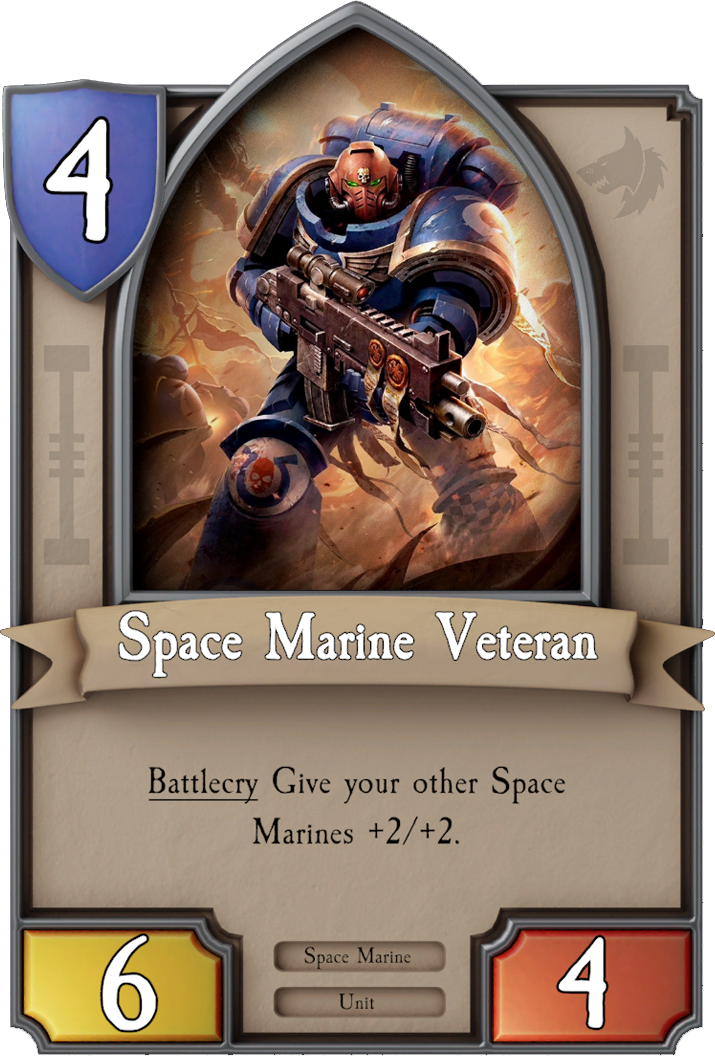 4
Space Marine Veteran
Battlecry Give your other Space
Marines +2/+2.
6
Space Marine
Unit
4